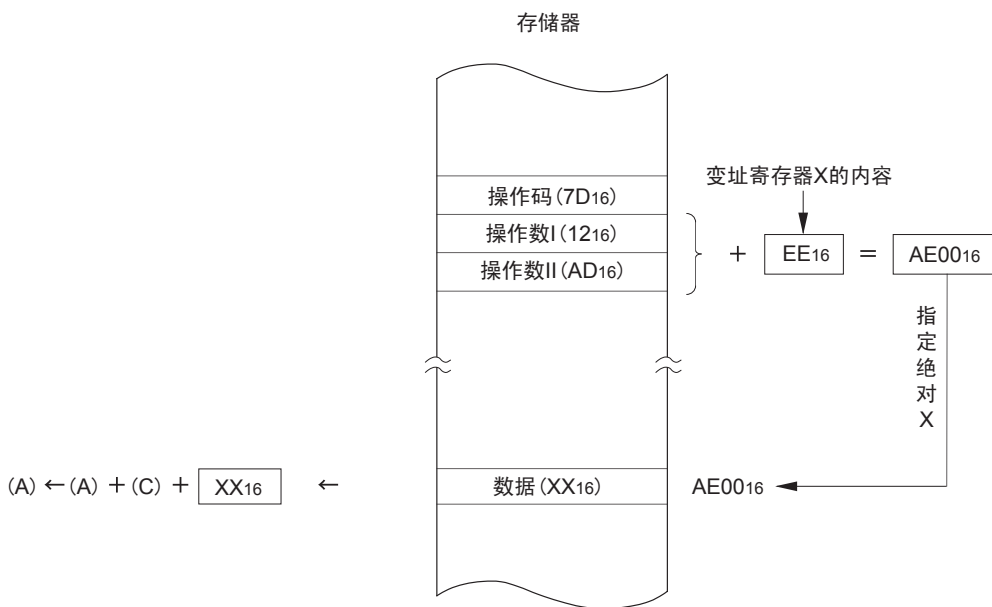 存储器
变址寄存器X的内容
操作码(7D16)
操作数I(1216)
操作数II(AD16)
+ EE16 = AE0016
指定绝对X
(A) ← (A) + (C) + XX16 ← 数据(XX16) AE0016